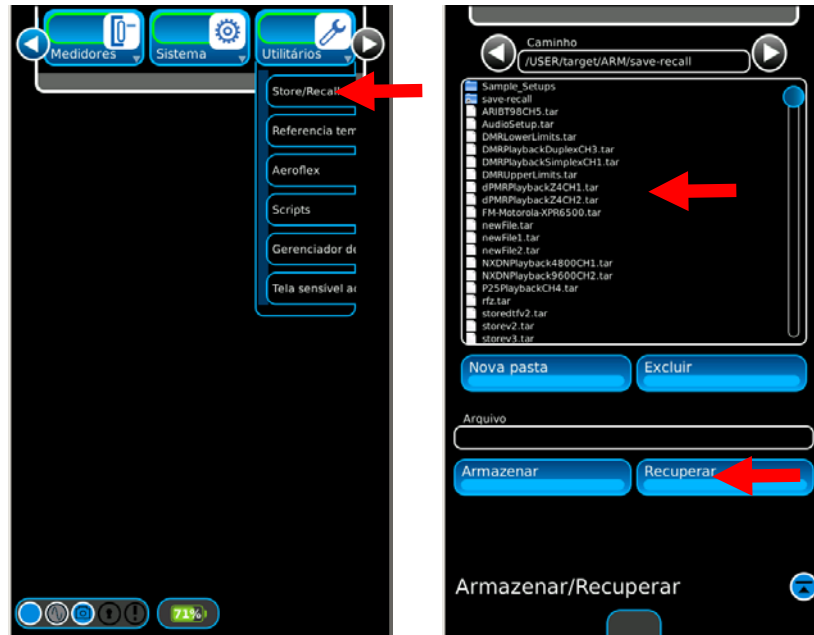 Medidores
Sistema
Utilitários
Store/Recall
Referencia tem
Aeroflex
Scripts
Gerenciador de
Tela sensível ao
71%
Caminho
/USER/target/ARM/save-recall
Sample_Setups
save-recall
ARIBT98CH5.tar
AudioSetup.tar
DMRLowerLimits.tar
DMRPlaybackDuplexCH3.tar
DMRPlaybackSimplexCH1.tar
DMRUpperLimits.tar
dPMRPlaybackZ4CH1.tar
dPMRPlaybackZ4CH2.tar
FM-Motorola-XPR6500.tar
newFile.tar
newFile1.tar
newFile2.tar
NXDNPlayback4800CH1.tar
NXDNPlayback9600CH2.tar
P25PlaybackCH4.tar
rfz.tar
storedtfv2.tar
storev2.tar
storev3.tar
Nova pasta
Excluir
Arquivo
Armazenar
Recuperar
Armazenar/Recuperar